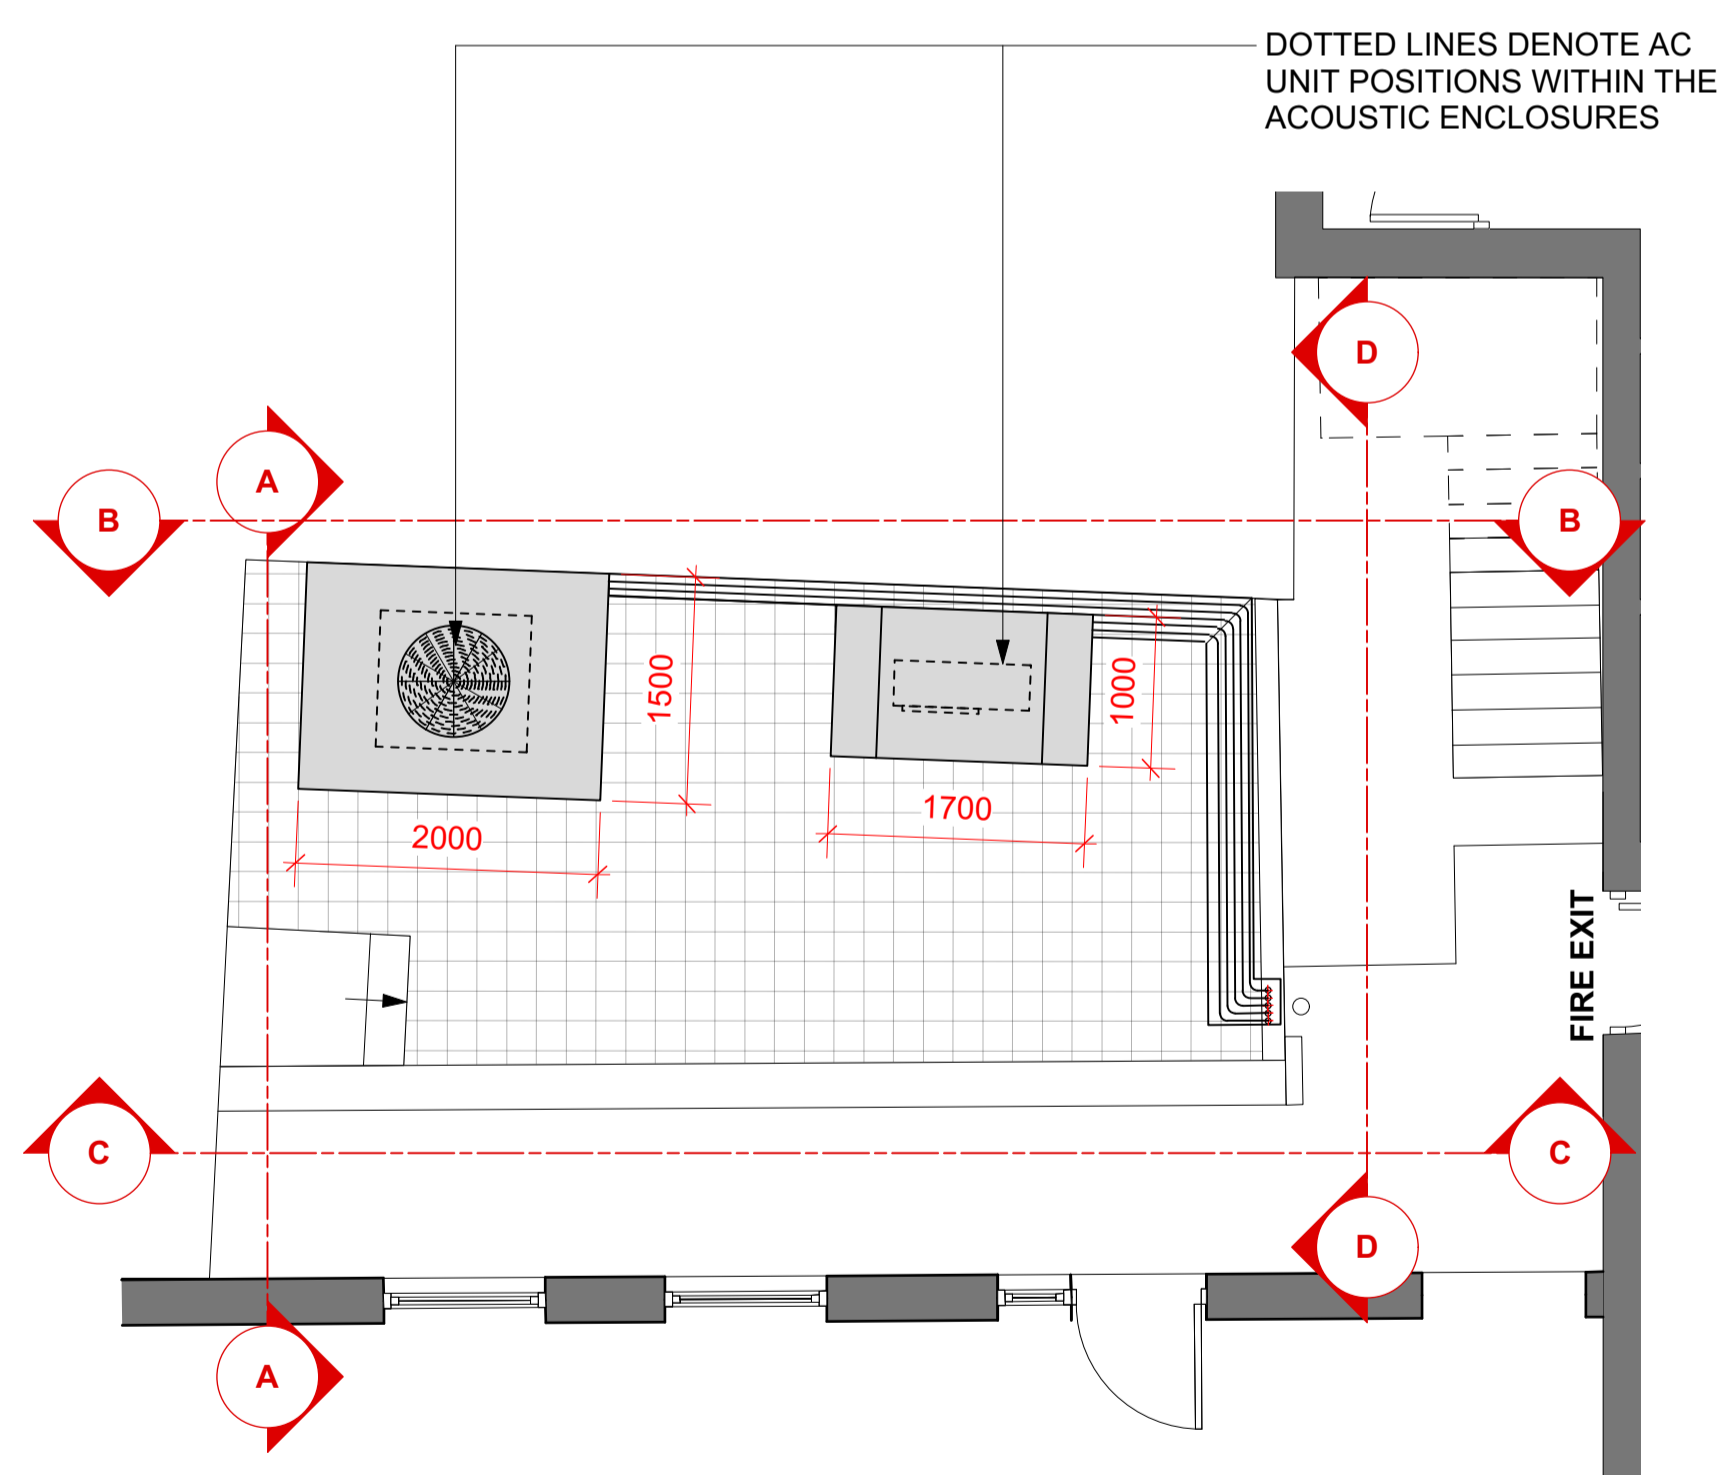 DOTTED LINES DENOTE AC
UNIT POSITIONS WITHIN THE
ACOUSTIC ENCLOSURES
D
A
B
B
1500
1000
2000
1700
FIRE EXIT
C
C
D
A